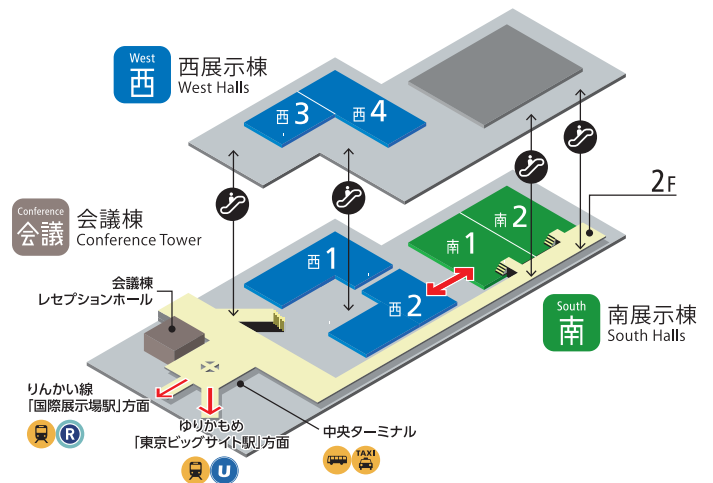 West
西
西展示棟
West Halls
西3
西4
2F
Conference
会議
会議棟
Conference Tower
南2
南1
西1
西2
会議棟
レセプションホール
South
南
南展示棟
South Halls
りんかい線
「国際展示場駅」方面
R
ゆりかもめ
「東京ビッグサイト駅」方面
U
中央ターミナル
TAXI